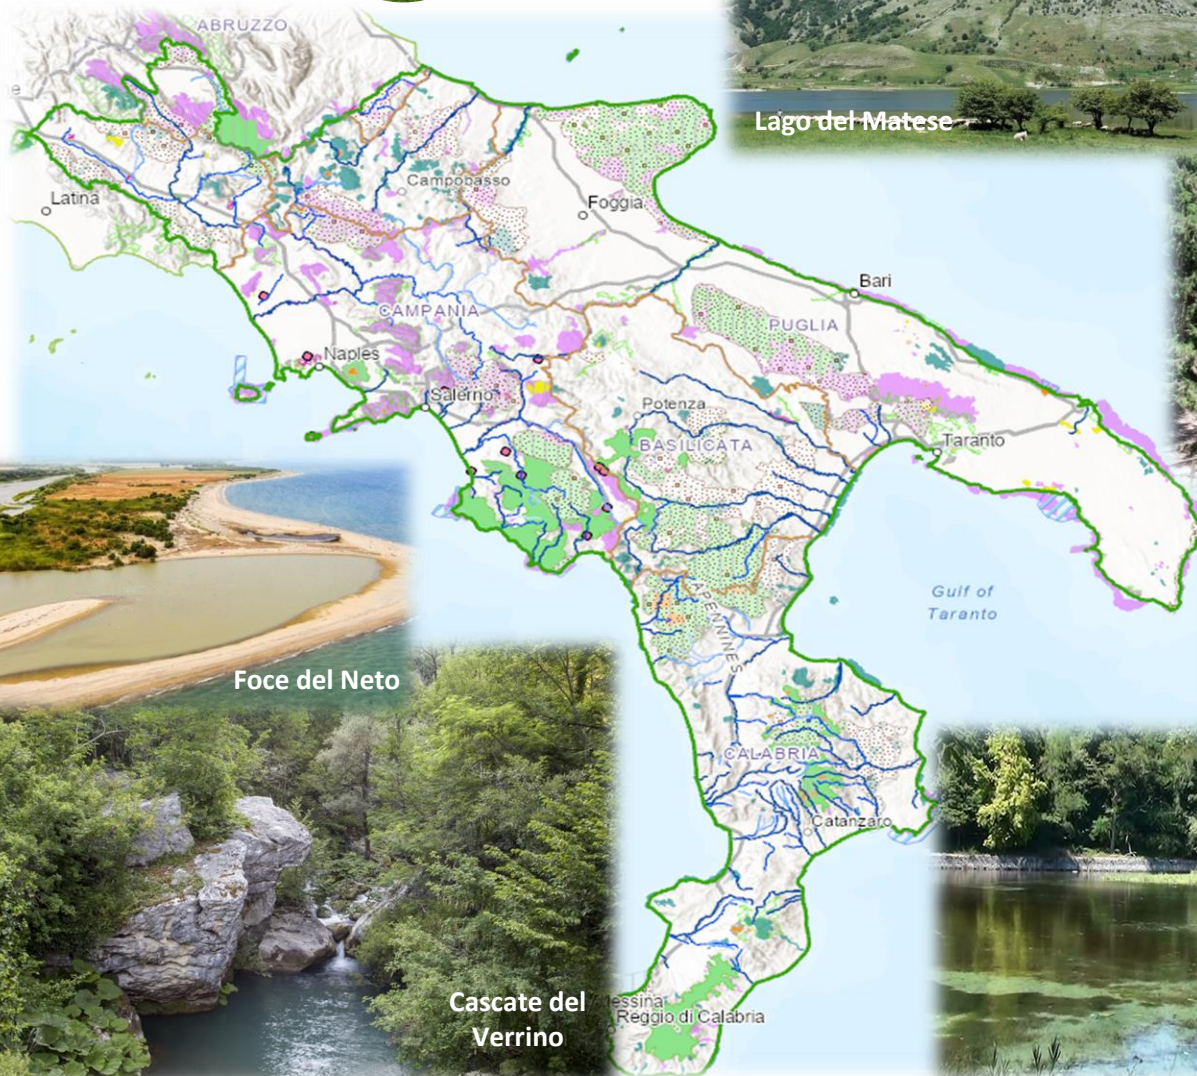 ABRUZZO
Lago del Matese
Campobasso
Latina
Foggia
Bari
CAMPANIA
PUGLIA
Naples
Salerno
Potenza
BASILICATA
Taranto
APENNINES
Gulf of
Taranto
Foce del Neto
CALABRIA
Catanzaro
Cascate del
Verrino
essina
Reggio di Calabria